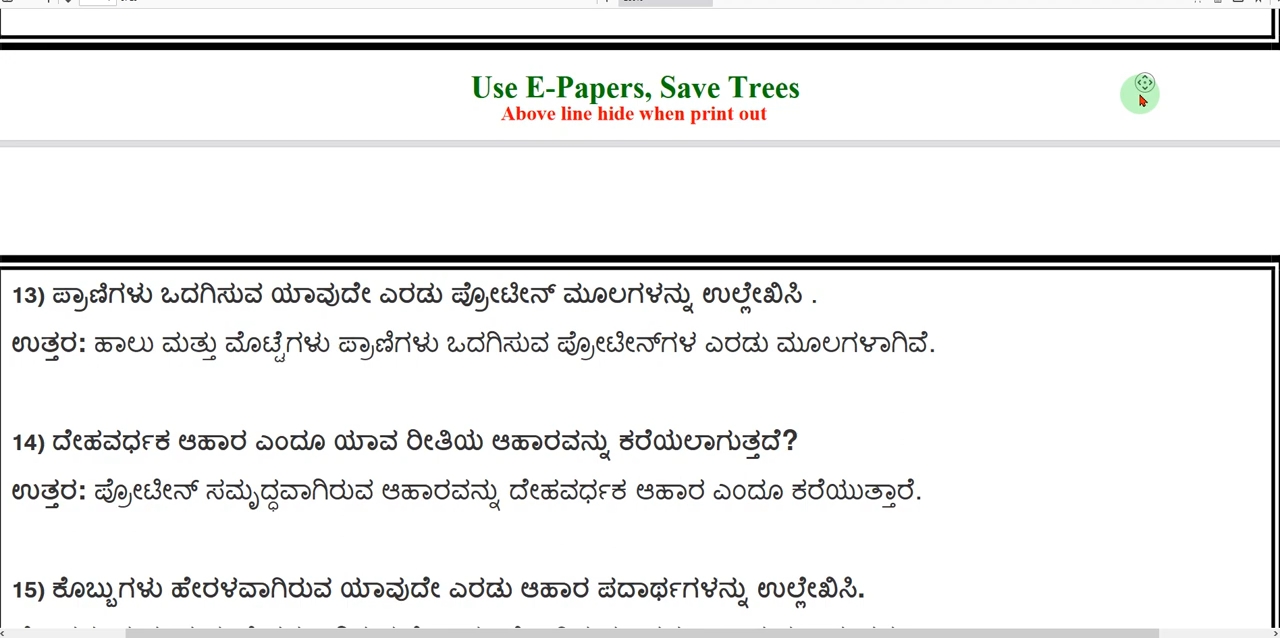 Use E-Papers, Save Trees
Above line hide when print out
13) ಪ್ರಾಣಿಗಳು ಒದಗಿಸುವ ಯಾವುದೇ ಎರಡು ಪ್ರೋಟೀನ್ ಮೂಲಗಳನ್ನು ಉಲ್ಲೇಖಿಸಿ .
ಉತ್ತರ: ಹಾಲು ಮತ್ತು ಮೊಟ್ಟೆಗಳು ಪ್ರಾಣಿಗಳು ಒದಗಿಸುವ ಪ್ರೋಟೀನ್‌ಗಳ ಎರಡು ಮೂಲಗಳಾಗಿವೆ.
14) ದೇಹವರ್ಧಕ ಆಹಾರ ಎಂದೂ ಯಾವ ರೀತಿಯ ಆಹಾರವನ್ನು ಕರೆಯಲಾಗುತ್ತದೆ?
ಉತ್ತರ: ಪ್ರೋಟೀನ್ ಸಮೃದ್ಧವಾಗಿರುವ ಆಹಾರವನ್ನು ದೇಹವರ್ಧಕ ಆಹಾರ ಎಂದೂ ಕರೆಯುತ್ತಾರೆ.
15) ಕೊಬ್ಬುಗಳು ಹೇರಳವಾಗಿರುವ ಯಾವುದೇ ಎರಡು ಆಹಾರ ಪದಾರ್ಥಗಳನ್ನು ಉಲ್ಲೇಖಿಸಿ.